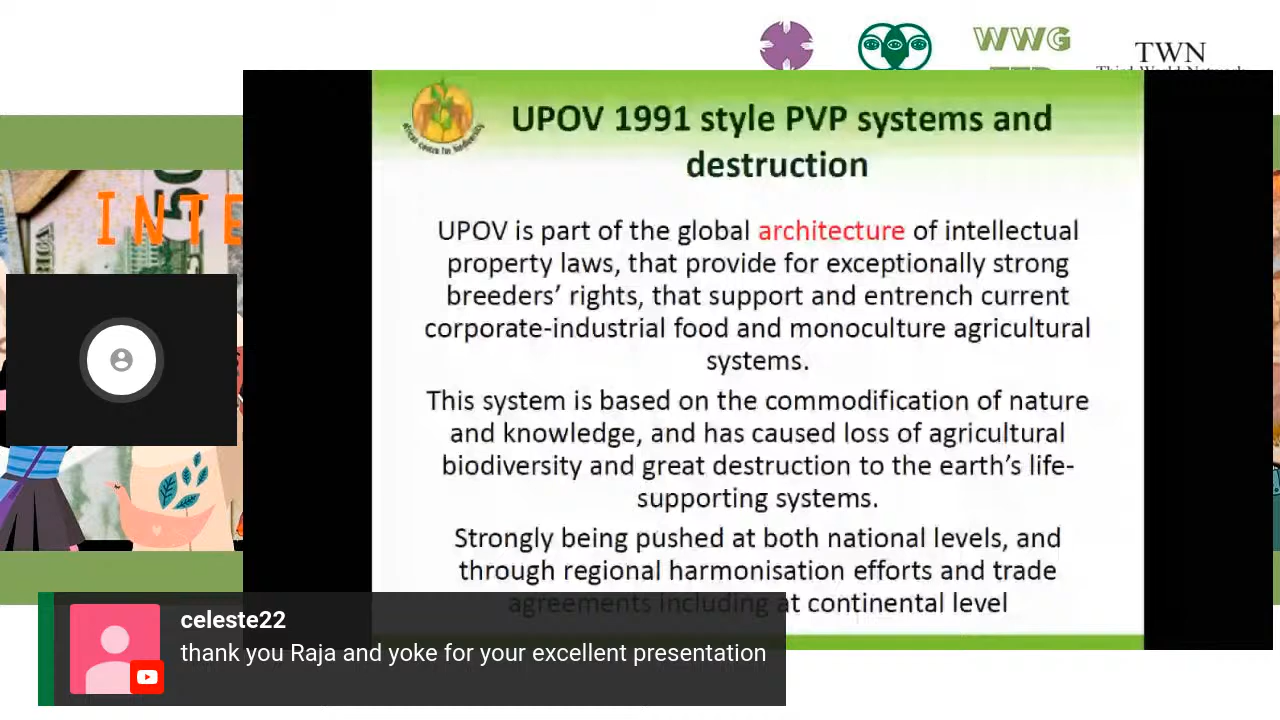 WWG
TWN
Third World Network
INTE
50
UPOV 1991 style PVP systems and
destruction
UPOV is part of the global architecture of intellectual
property laws, that provide for exceptionally strong
breeders’ rights, that support and entrench current
corporate-industrial food and monoculture agricultural
systems.
This system is based on the commodification of nature
and knowledge, and has caused loss of agricultural
biodiversity and great destruction to the earth’s life-
supporting systems.
Strongly being pushed at both national levels, and
through regional harmonisation efforts and trade
agreements including at continental level
celeste22
thank you Raja and yoke for your excellent presentation